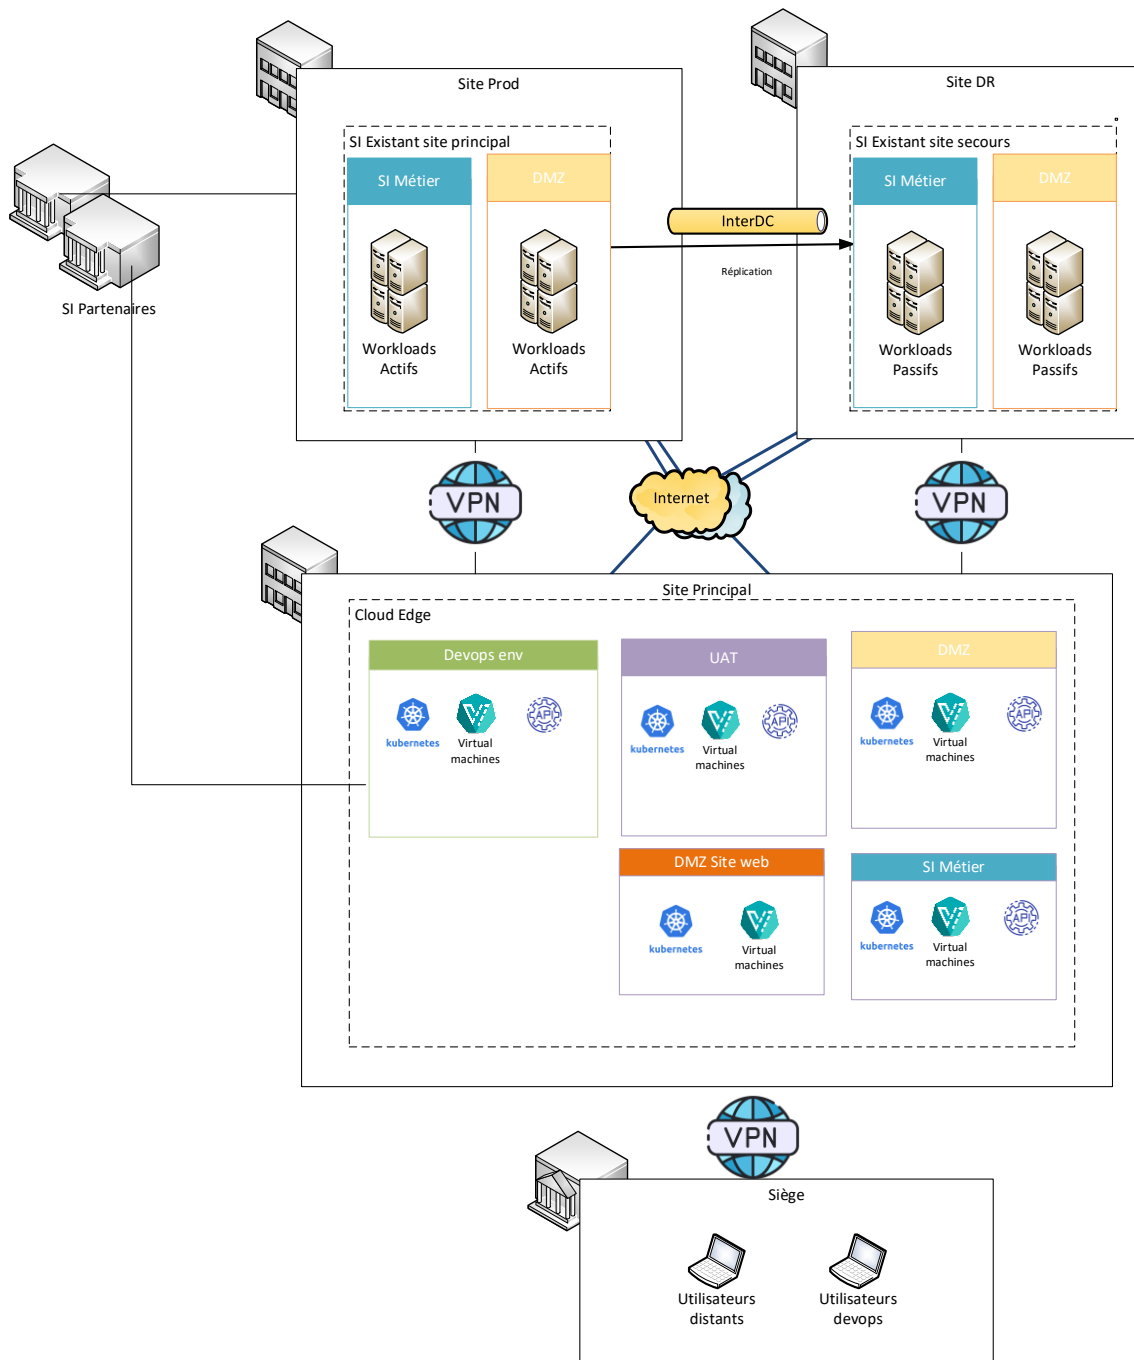 Site Prod
Site DR
SI Existant site principal
SI Existant site secours
SI Métier
DMZ
SI Métier
DMZ
InterDC
Réplication
SI Partenaires
Workloads
Actifs
Workloads
Actifs
Workloads
Passifs
Workloads
Passifs
VPN
Internet
VPN
Site Principal
Cloud Edge
Devops env
UAT
DMZ
kubernetes
Virtual
machines
API
kubernetes
Virtual
machines
API
kubernetes
Virtual
machines
API
DMZ Site web
SI Métier
kubernetes
Virtual
machines
kubernetes
Virtual
machines
API
VPN
Siège
Utilisateurs
distants
Utilisateurs
devops